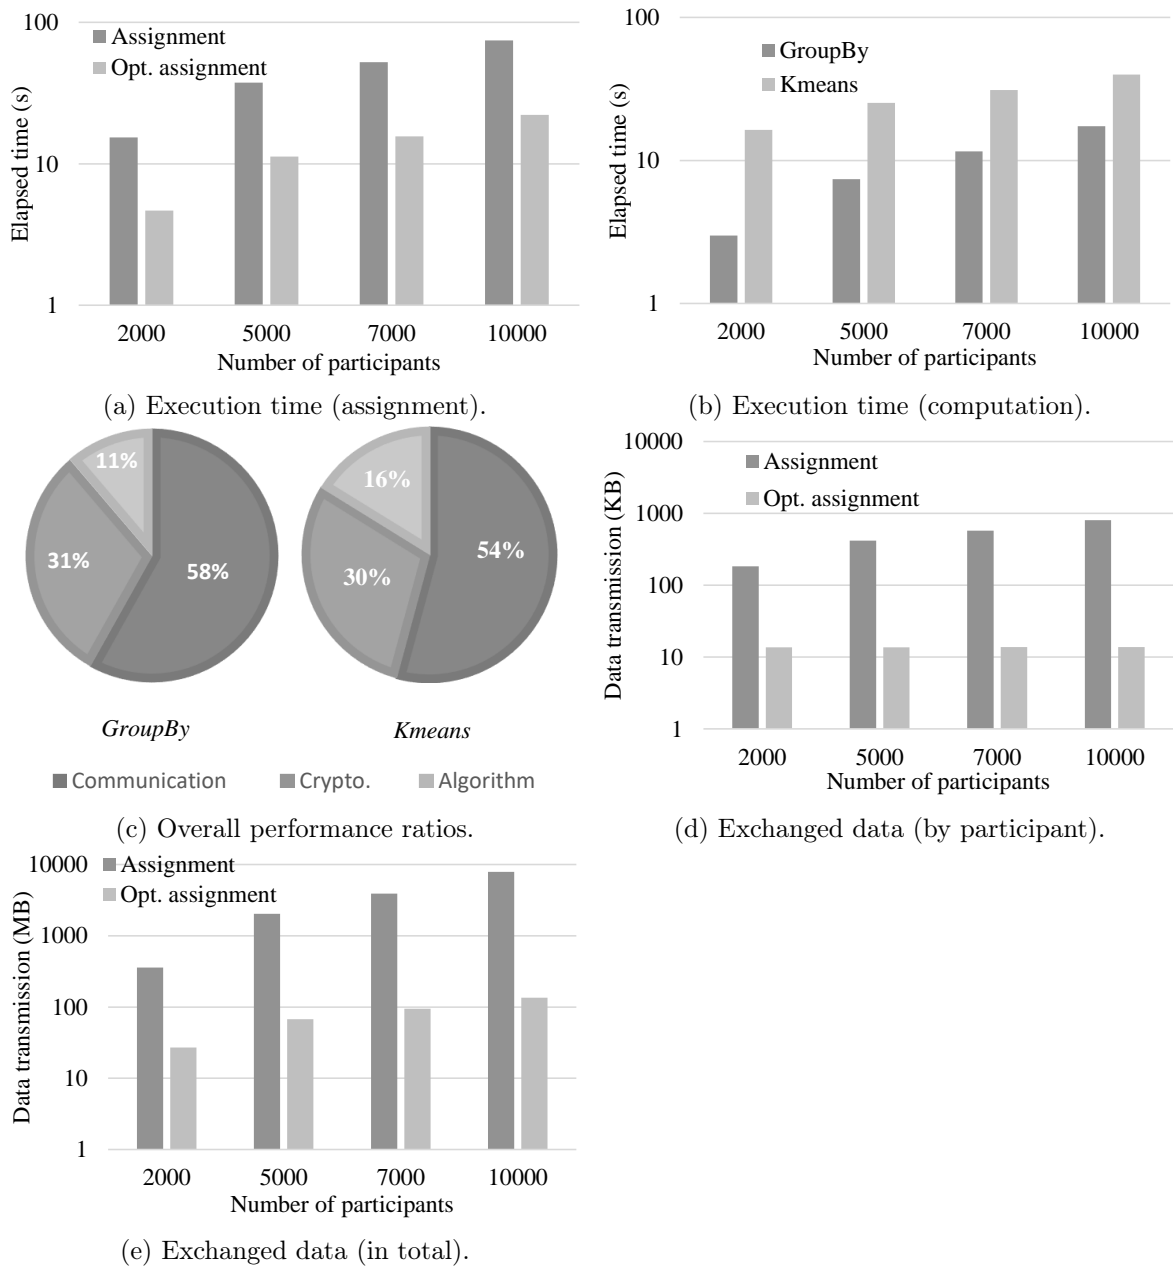 100
10
1
Elapsed time (s)
Assignment
Opt. assignment
2000 5000 7000 10000
Number of participants
(a) Execution time (assignment).
100
10
1
Elapsed time (s)
GroupBy
Kmeans
2000 5000 7000 10000
Number of participants
(b) Execution time (computation).
11%
31%
58%
GroupBy
16%
30%
54%
Kmeans
Communication Crypto. Algorithm
(c) Overall performance ratios.
10000
1000
100
10
1
Data transmission (KB)
Assignment
Opt. assignment
2000 5000 7000 10000
Number of participants
(d) Exchanged data (by participant).
10000
1000
100
10
1
Data transmission (MB)
Assignment
Opt. assignment
2000 5000 7000 10000
Number of participants
(e) Exchanged data (in total).